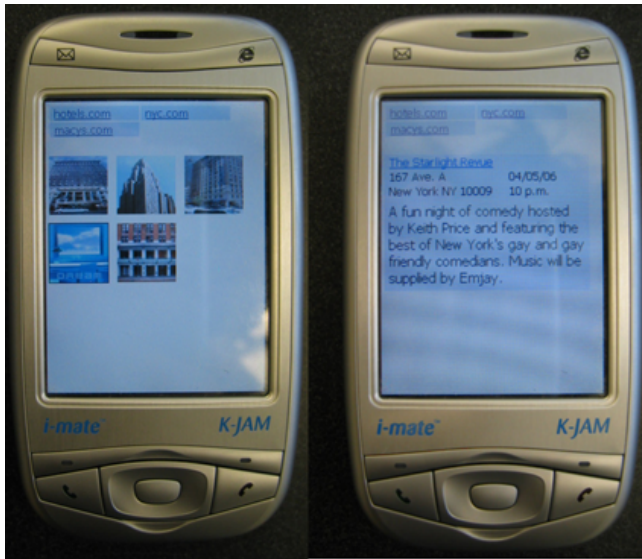 hotels.com nyc.com
macys.com
i-mate™ K-JAM
hotels.com nyc.com
macys.com
The Starlight Revue
167 Ave. A 04/05/06
New York NY 10009 10 p.m.
A fun night of comedy hosted
by Keith Price and featuring the
best of New York's gay and gay
friendly comedians. Music will be
supplied by Emjay.
i-mate™ K-JAM